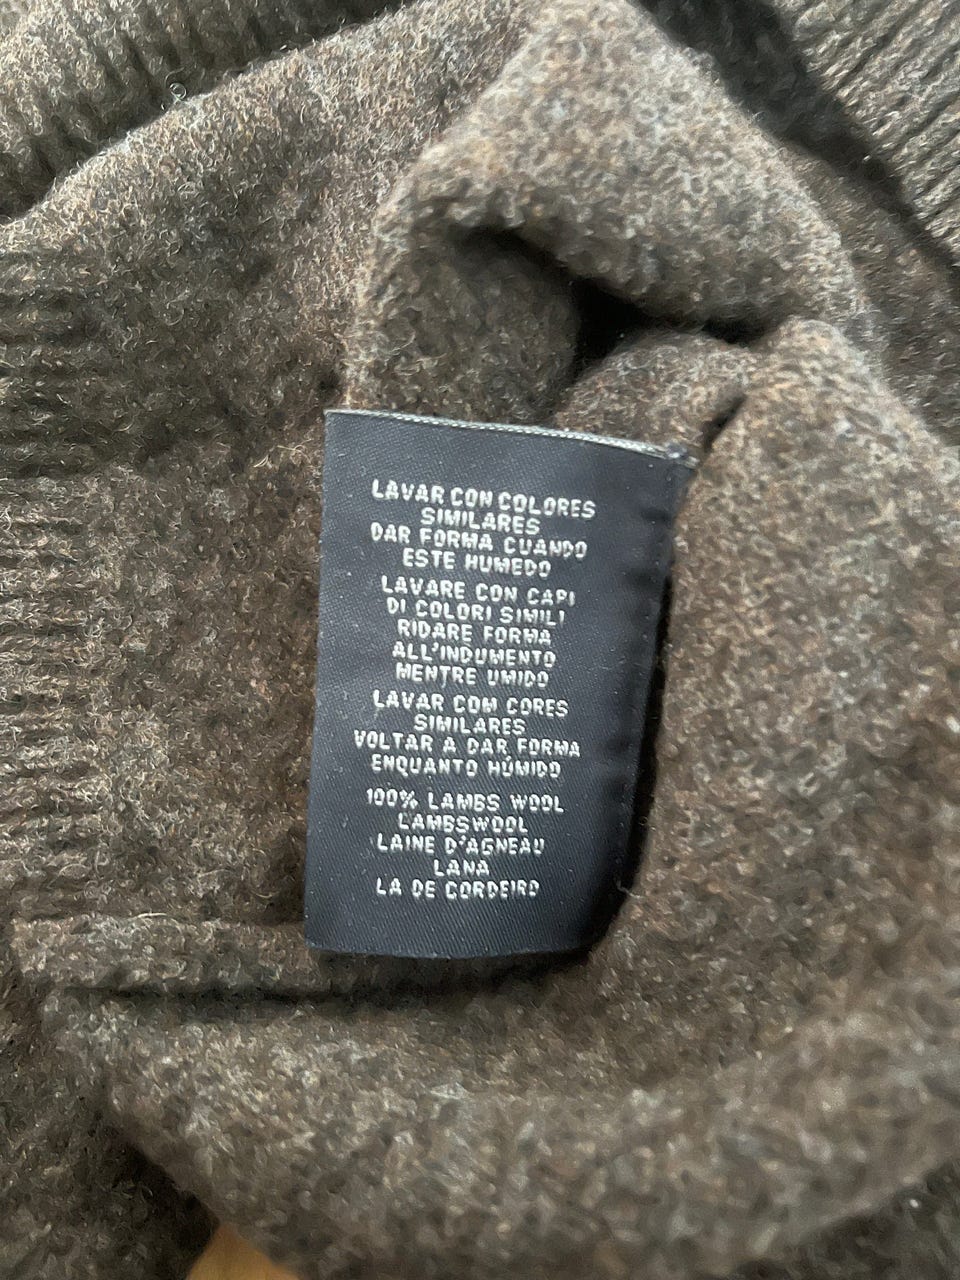 LAVAR CON COLORES
SIMILARES
DAR FORMA CUANDO
ESTE HUMEDO
LAVARE CON CAPI
DI COLORI SIMILI
RIDARE FORMA
ALL'INDUMENTO
MENTRE UMIDO
LAVAR COM CORES
SIMILARES
VOLTAR A DAR FORMA
ENQUANTO HÚMIDO
100% LAMBS WOOL
LAMBSWOOL
LAINE D'AGNEAU
LANA
LA DE CORDEIRO